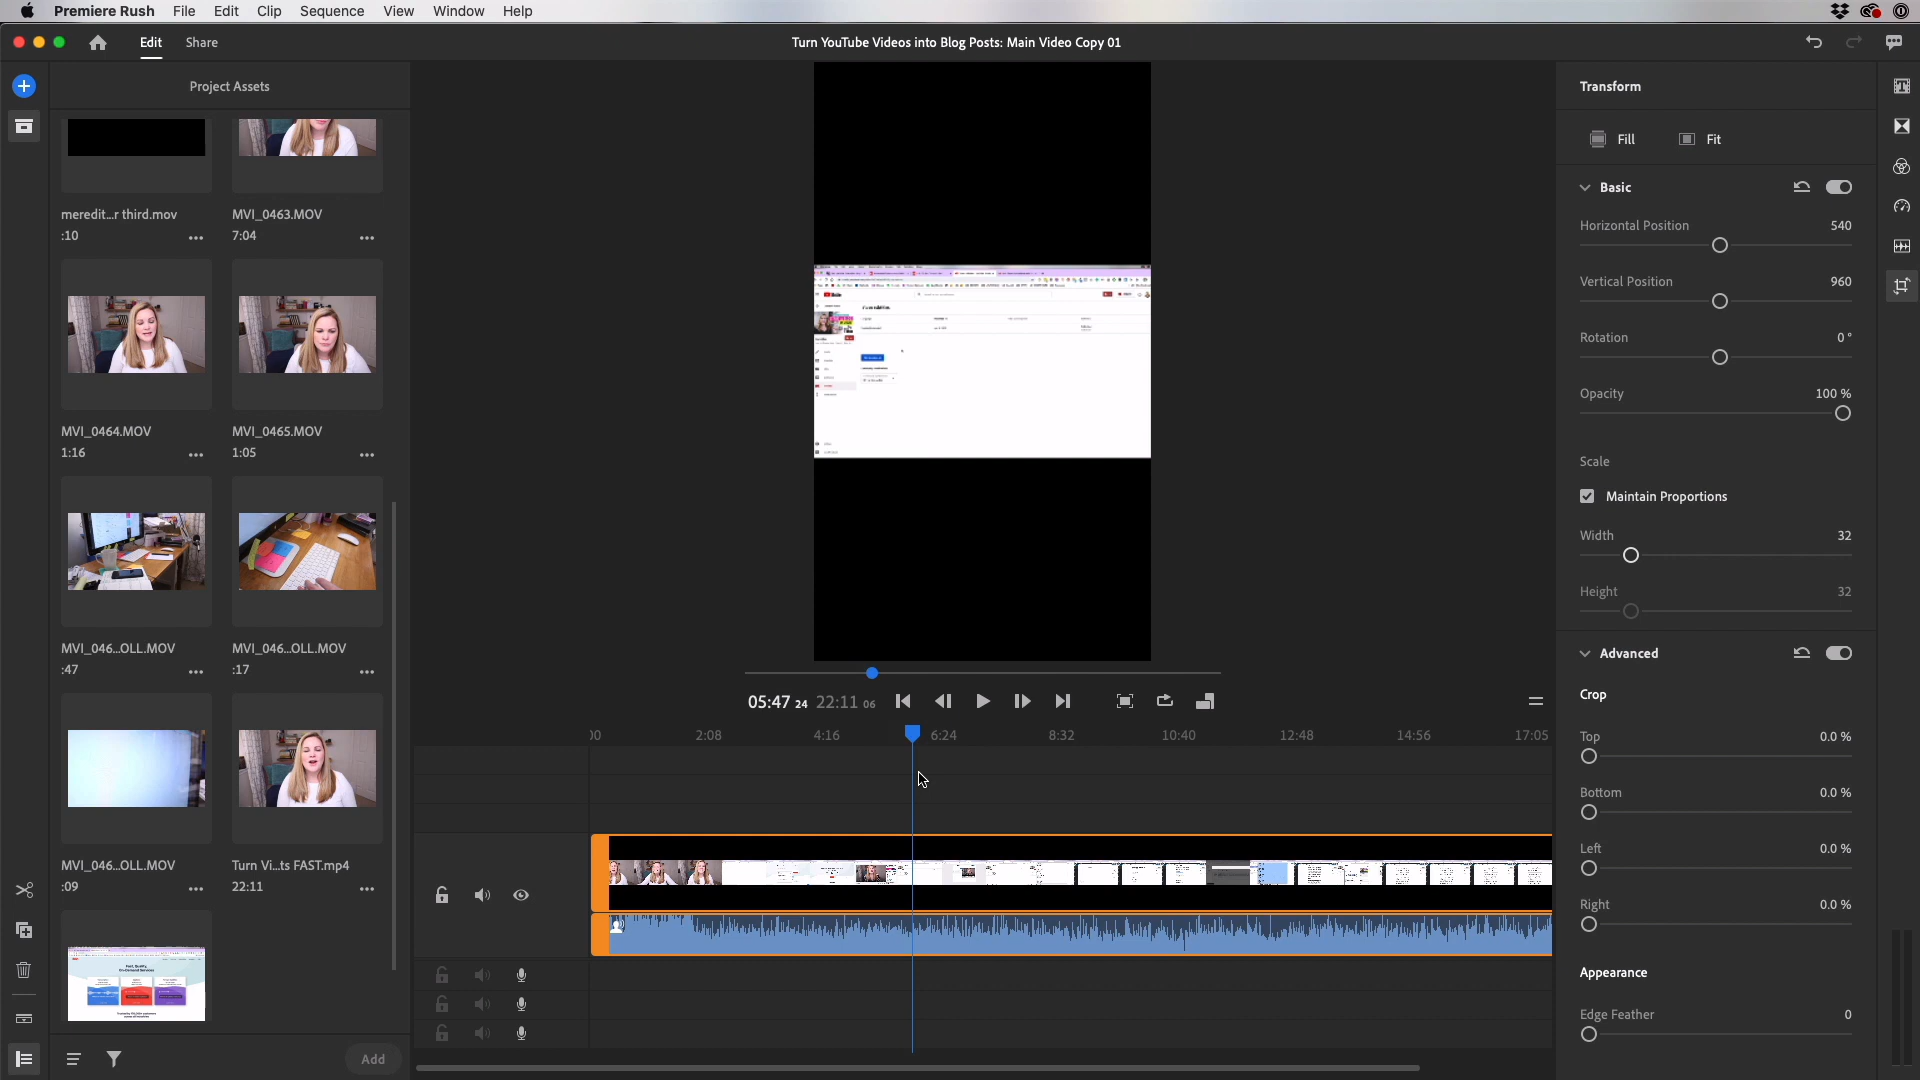 Premiere Rush File Edit Clip Sequence View Window Help
Edit Share
Turn YouTube Videos into Blog Posts: Main Video Copy 01
Project Assets
meredit...r third.mov
:10
MVI_0463.MOV
7:04
MVI_0464.MOV
1:16
MVI_0465.MOV
1:05
MVI_046...OLL.MOV
:47
MVI_046...OLL.MOV
:17
MVI_046...OLL.MOV
:09
Turn Vi...ts FAST.mp4
22:11
Add
05:47 24 22:11 06
2:08 4:16 6:24 8:32 10:40 12:48 14:56 17:05
Transform
Fill Fit
Basic
Horizontal Position 540
Vertical Position 960
Rotation 0 °
Opacity 100 %
Scale
Maintain Proportions
Width 32
Height 32
Advanced
Crop
Top 0.0 %
Bottom 0.0 %
Left 0.0 %
Right 0.0 %
Appearance
Edge Feather 0